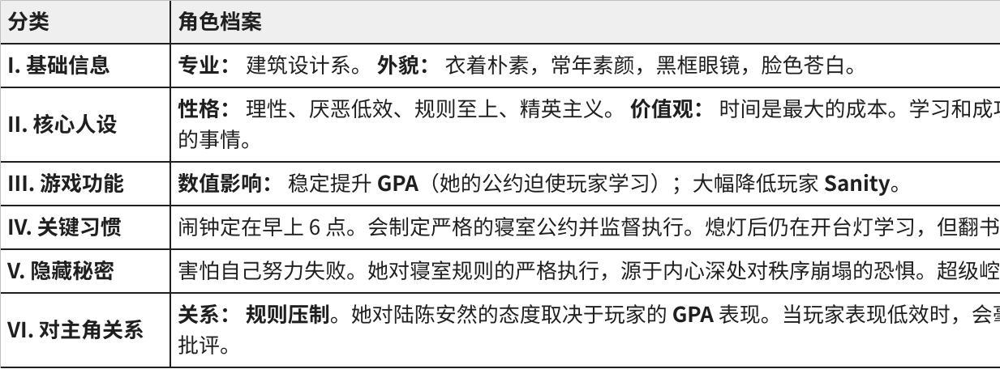 分类 角色档案
I. 基础信息 专业： 建筑设计系。 外貌： 衣着朴素，常年素颜，黑框眼镜，脸色苍白。
II. 核心人设 性格： 理性、厌恶低效、规则至上、精英主义。 价值观： 时间是最大的成本。学习和成功
的事情。
III. 游戏功能 数值影响： 稳定提升 GPA（她的公约迫使玩家学习）；大幅降低玩家 Sanity。
IV. 关键习惯 闹钟定在早上 6 点。会制定严格的寝室公约并监督执行。熄灯后仍在开台灯学习，但翻书
V. 隐藏秘密 害怕自己努力失败。她对寝室规则的严格执行，源于内心深处对秩序崩塌的恐惧。超级崆
VI. 对主角关系 关系： 规则压制。她对陆陈安然的态度取决于玩家的 GPA 表现。当玩家表现低效时，会
批评。